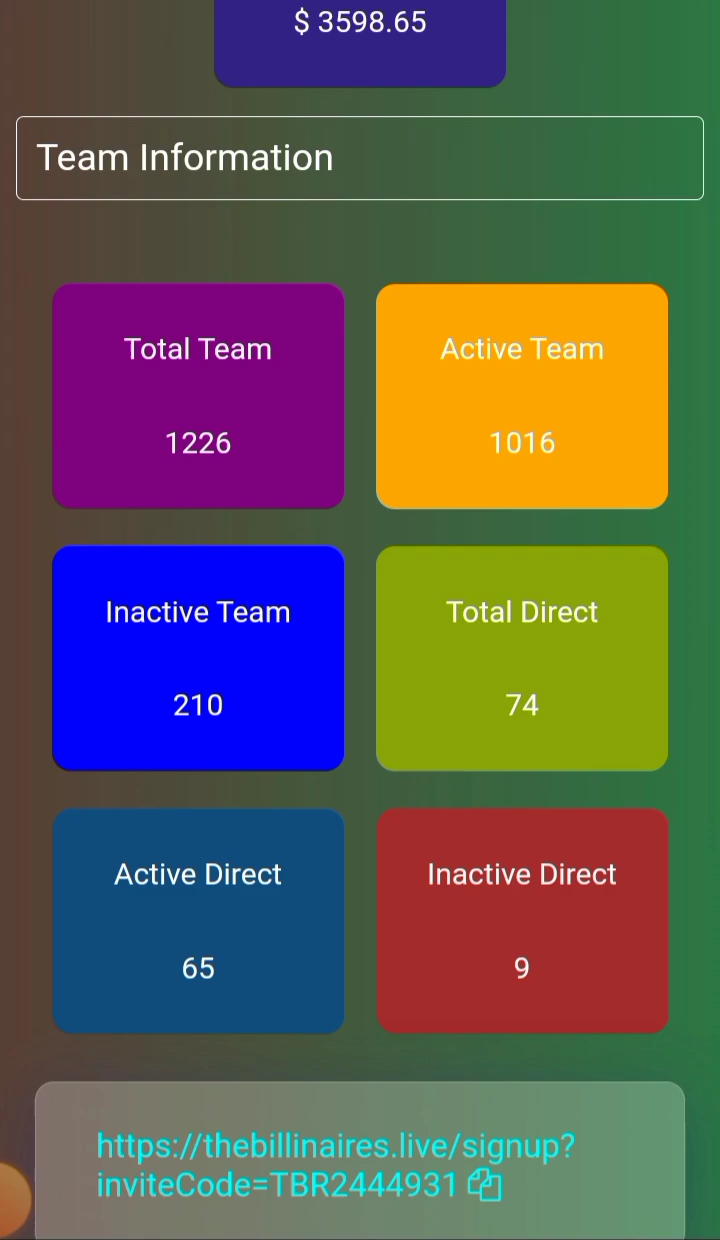 $ 3598.65
Team Information
Total Team
Active Team
1226
1016
Inactive Team
Total Direct
210
74
Active Direct
Inactive Direct
65
9
https://thebillinaires.live/signup?
inviteCode=TBR2444931